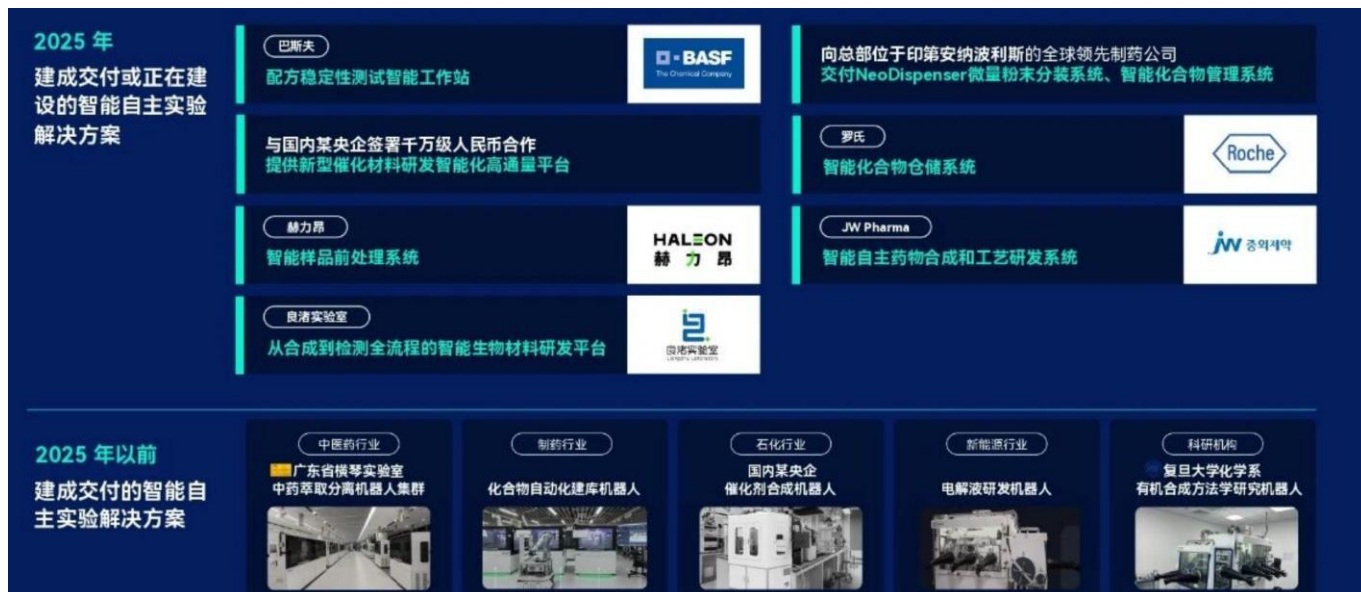 2025 年
建成交付或正在建
设的智能自主实验
解决方案
巴斯夫
配方稳定性测试智能工作站
BASF
The Chemical Company
向总部位于印第安纳波利斯的全球领先制药公司
交付NeoDispenser微量粉末分装系统、智能化合物管理系统
与国内某央企签署千万级人民币合作
提供新型催化材料研发智能化高通量平台
罗氏
智能化合物仓储系统
Roche
赫力昂
智能样品前处理系统
HALEON
赫力昂
JW Pharma
智能自主药物合成和工艺研发系统
JW 중외제약
良渚实验室
从合成到检测全流程的智能生物材料研发平台
良渚实验室
2025 年以前
建成交付的智能自
主实验解决方案
中医药行业
广东省横琴实验室
中药萃取分离机器人集群
制药行业
化合物自动化建库机器人
石化行业
国内某央企
催化剂合成机器人
新能源行业
电解液研发机器人
科研机构
复旦大学化学系
有机合成方法学研究机器人